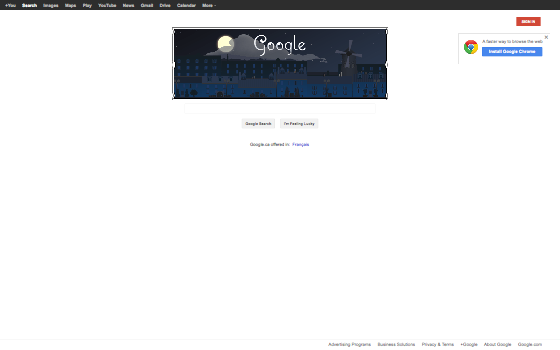 +You Search Images Maps Play YouTube News Gmail Drive Calendar More
SIGN IN
A faster way to browse the web
Install Google Chrome
Google
Google Search I'm Feeling Lucky
Google.ca offered in: Français
Advertising Programs Business Solutions Privacy & Terms +Google About Google Google.com